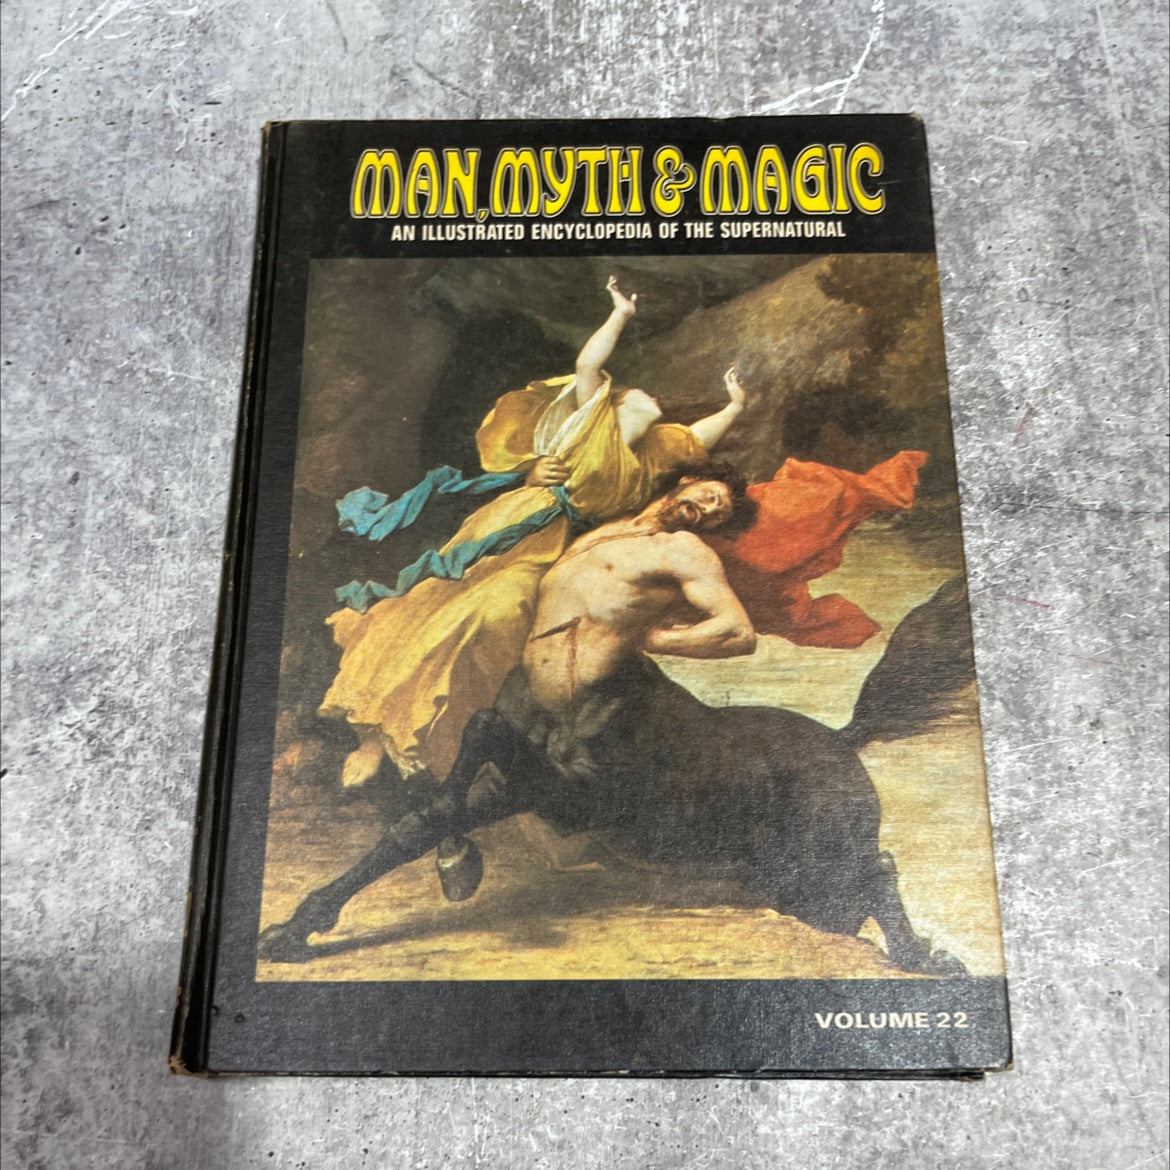 MAN, MYTH & MAGIC
AN ILLUSTRATED ENCYCLOPEDIA OF THE SUPERNATURAL
VOLUME 22